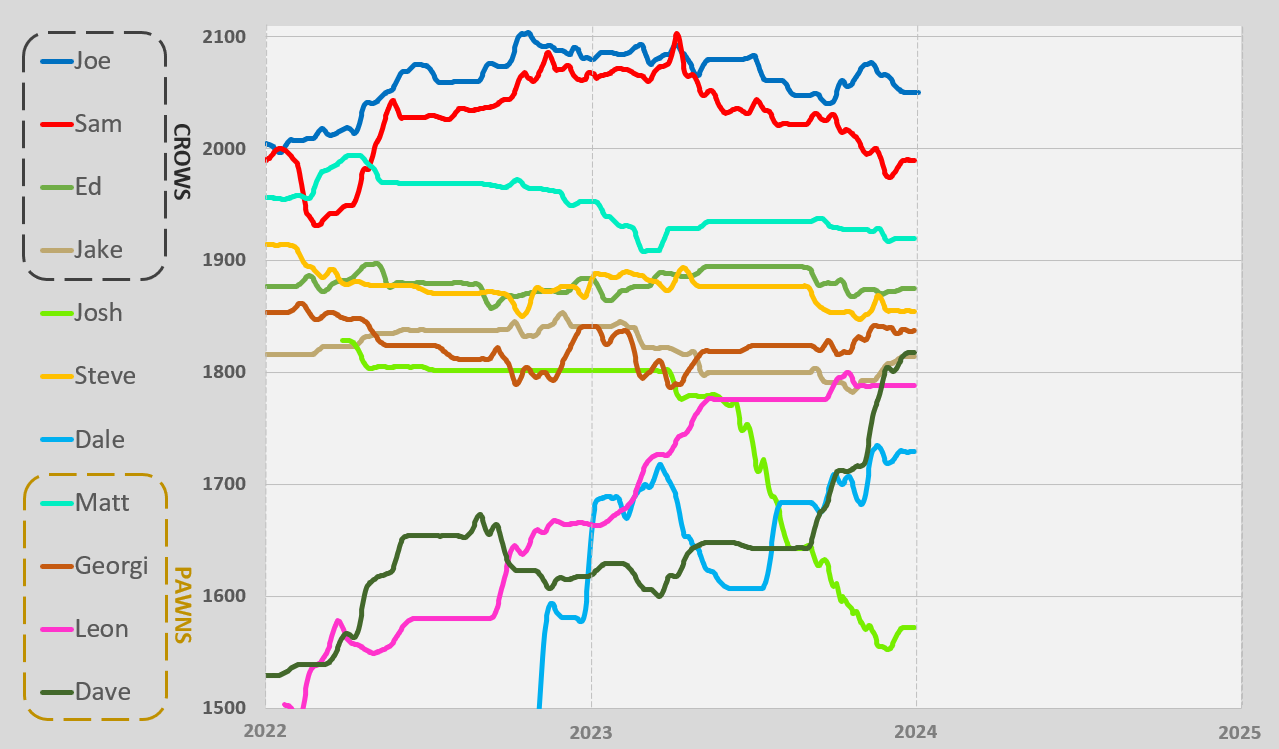 Joe
Sam
Ed
Jake
CROWS
Josh
Steve
Dale
Matt
Georgi
Leon
Dave
PAWNS
2100
2000
1900
1800
1700
1600
1500
2022
2023
2024
2025